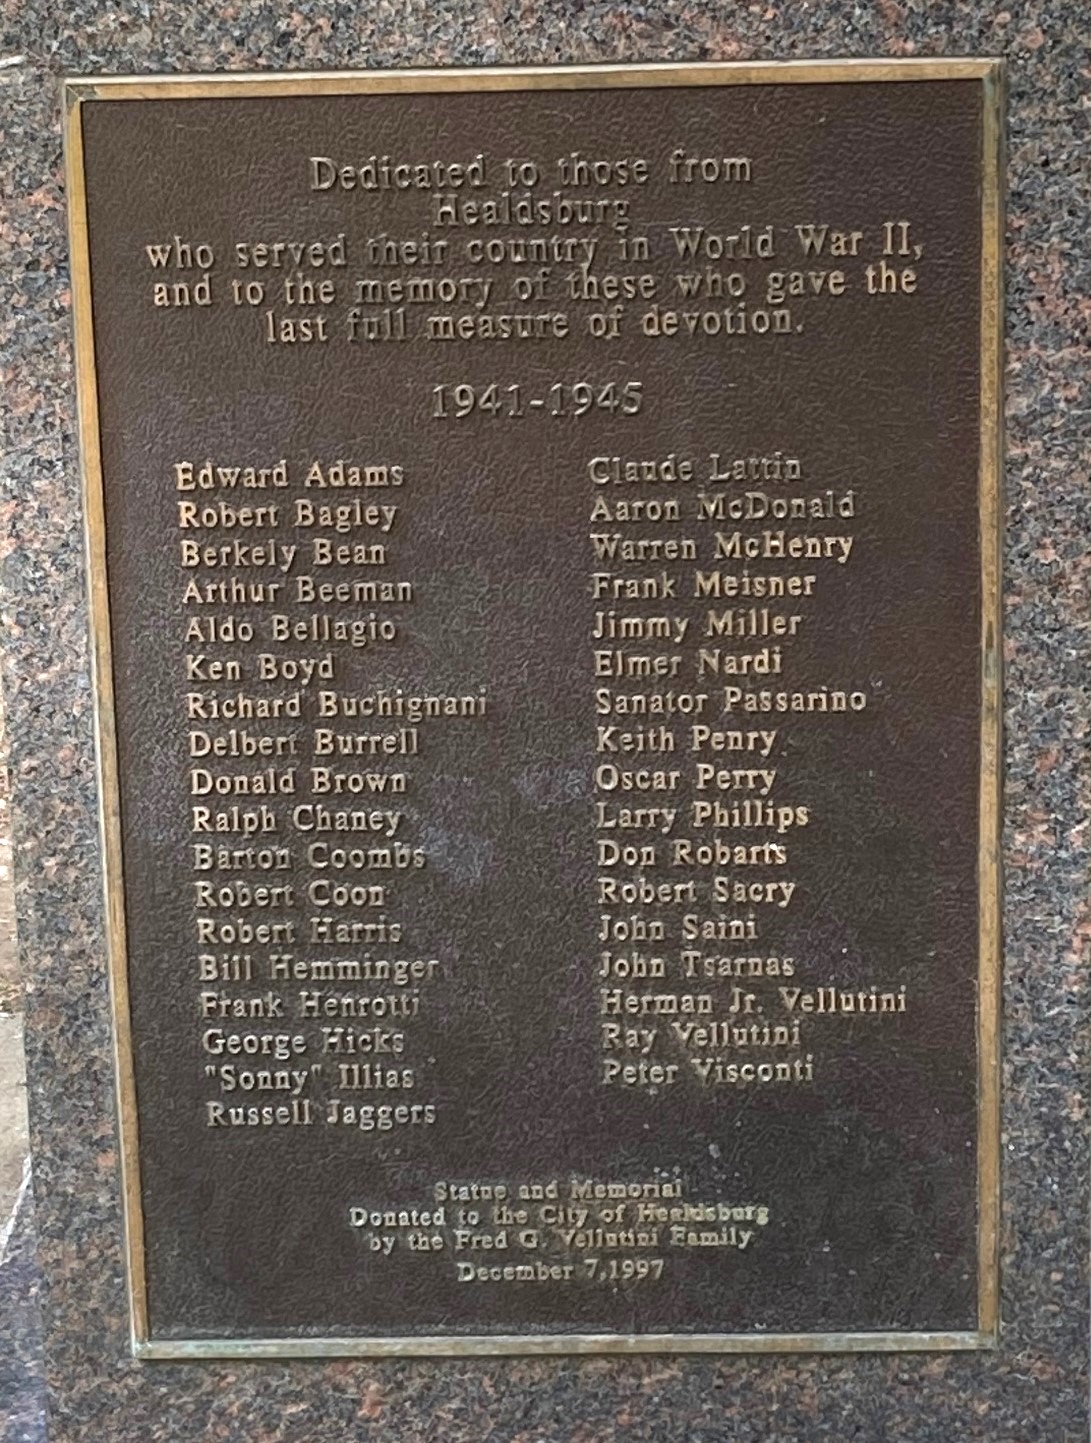 Dedicated to those from
Healdsburg
who served their country in World War II,
and to the memory of these who gave the
last full measure of devotion.
1941-1945
Edward Adams
Robert Bagley
Berkely Bean
Arthur Beeman
Aldo Bellagio
Ken Boyd
Richard Buchignani
Delbert Burrell
Donald Brown
Ralph Chaney
Barton Coombs
Robert Coon
Robert Harris
Bill Hemminger
Frank Henrotti
George Hicks
"Sonny" Illias
Russell Jaggers
Claude Lattin
Aaron McDonald
Warren McHenry
Frank Meisner
Jimmy Miller
Elmer Nardi
Sanator Passarino
Keith Penry
Oscar Perry
Larry Phillips
Don Robarts
Robert Sacry
John Saini
John Tsarnas
Herman Jr. Vellutini
Ray Vellutini
Peter Visconti
Statue and Memorial
Donated to the City of Healdsburg
by the Fred G. Vellutini Family
December 7,1997